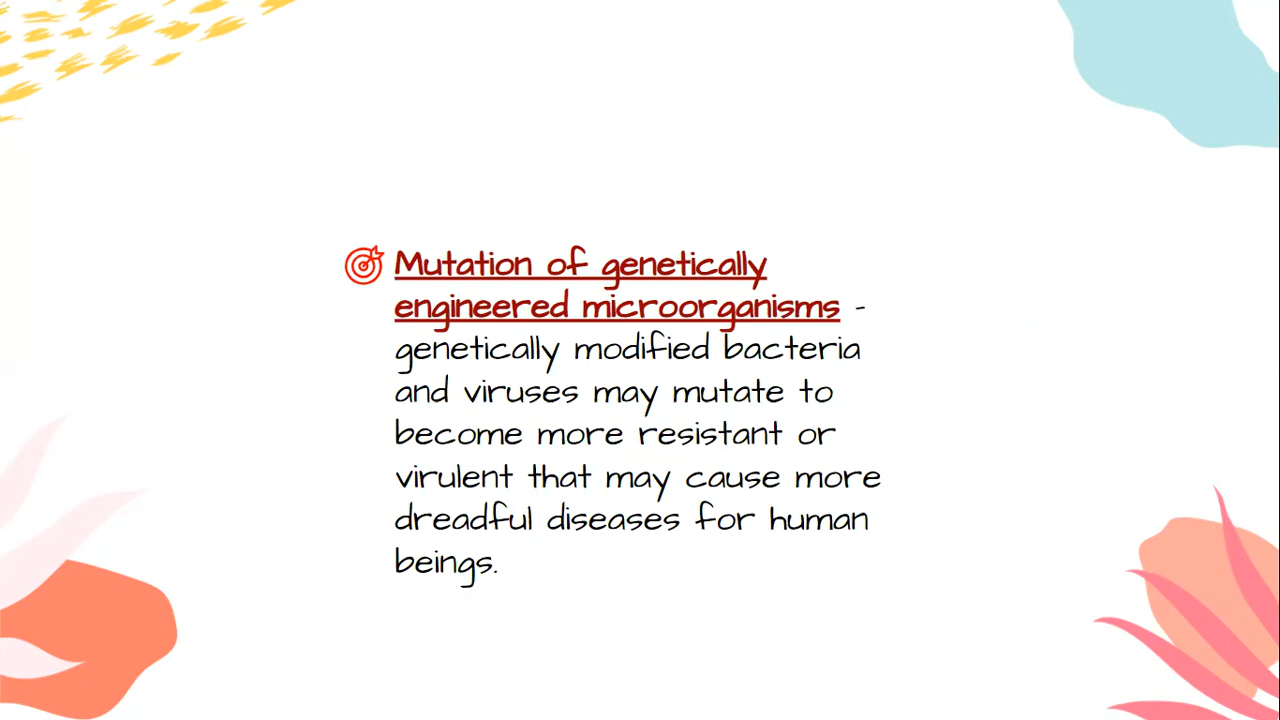 Mutation of genetically
engineered microorganisms -
genetically modified bacteria
and viruses may mutate to
become more resistant or
virulent that may cause more
dreadful diseases for human
beings.